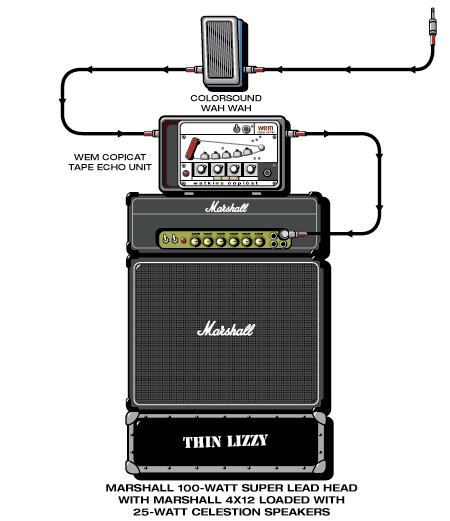 COLORSOUND
WAH WAH
WEM COPICAT
TAPE ECHO UNIT
wem
watkins copicat
Marshall
Marshall
THIN LIZZY
MARSHALL 100-WATT SUPER LEAD HEAD
WITH MARSHALL 4X12 LOADED WITH
25-WATT CELESTION SPEAKERS